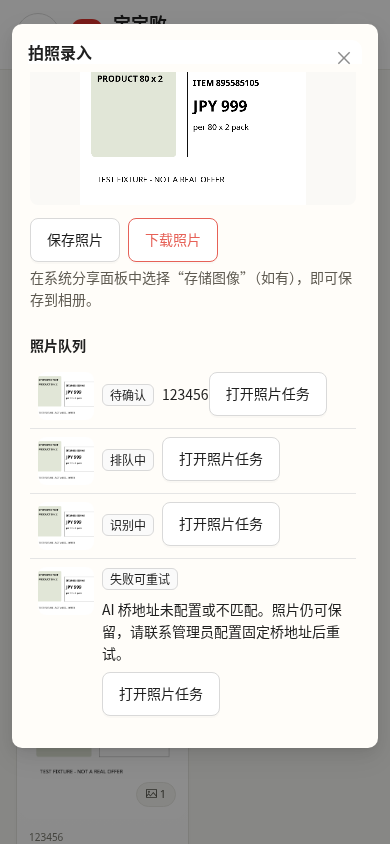 宝宝败
拍照录入
PRODUCT 80 x 2
ITEM 895585105
JPY 999
per 80 x 2 pack
TEST FIXTURE - NOT A REAL OFFER
保存照片
下载照片
在系统分享面板中选择“存储图像”（如有），即可保
存到相册。
照片队列
待确认 123456 打开照片任务
排队中 打开照片任务
识别中 打开照片任务
失败可重试
AI 桥地址未配置或不匹配。照片仍可保
留，请联系管理员配置固定桥地址后重
试。
打开照片任务
TEST FIXTURE - NOT A REAL OFFER
1
123456